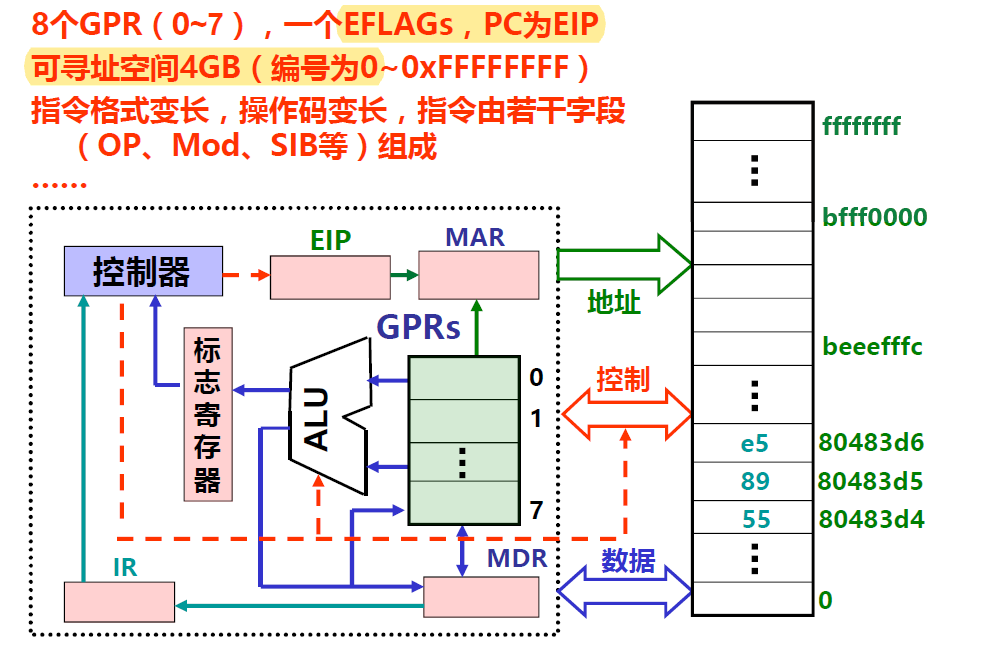 8个GPR（0~7），一个EFLAGs，PC为EIP
可寻址空间4GB（编号为0~0xFFFFFFFF）
指令格式变长，操作码变长，指令由若干字段
（OP、Mod、SIB等）组成
……
控制器
EIP
MAR
标志寄存器
ALU
GPRs
0
1
7
IR
MDR
地址
控制
数据
ffffffff
bfff0000
beeefffc
e5 80483d6
89 80483d5
55 80483d4
0